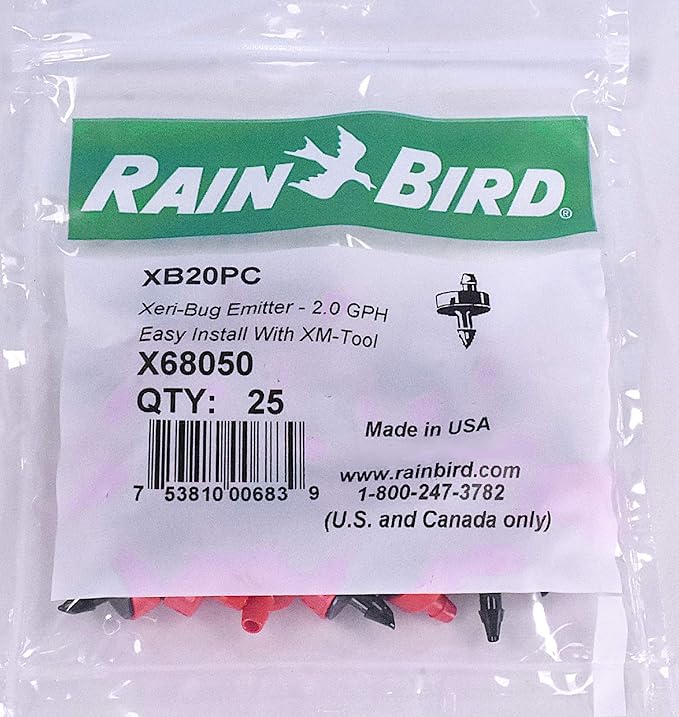 RAIN BIRD®
XB20PC
Xeri-Bug Emitter - 2.0 GPH
Easy Install With XM-Tool
X68050
QTY: 25
Made in USA
7 53810 00683 9
www.rainbird.com
1-800-247-3782
(U.S. and Canada only)